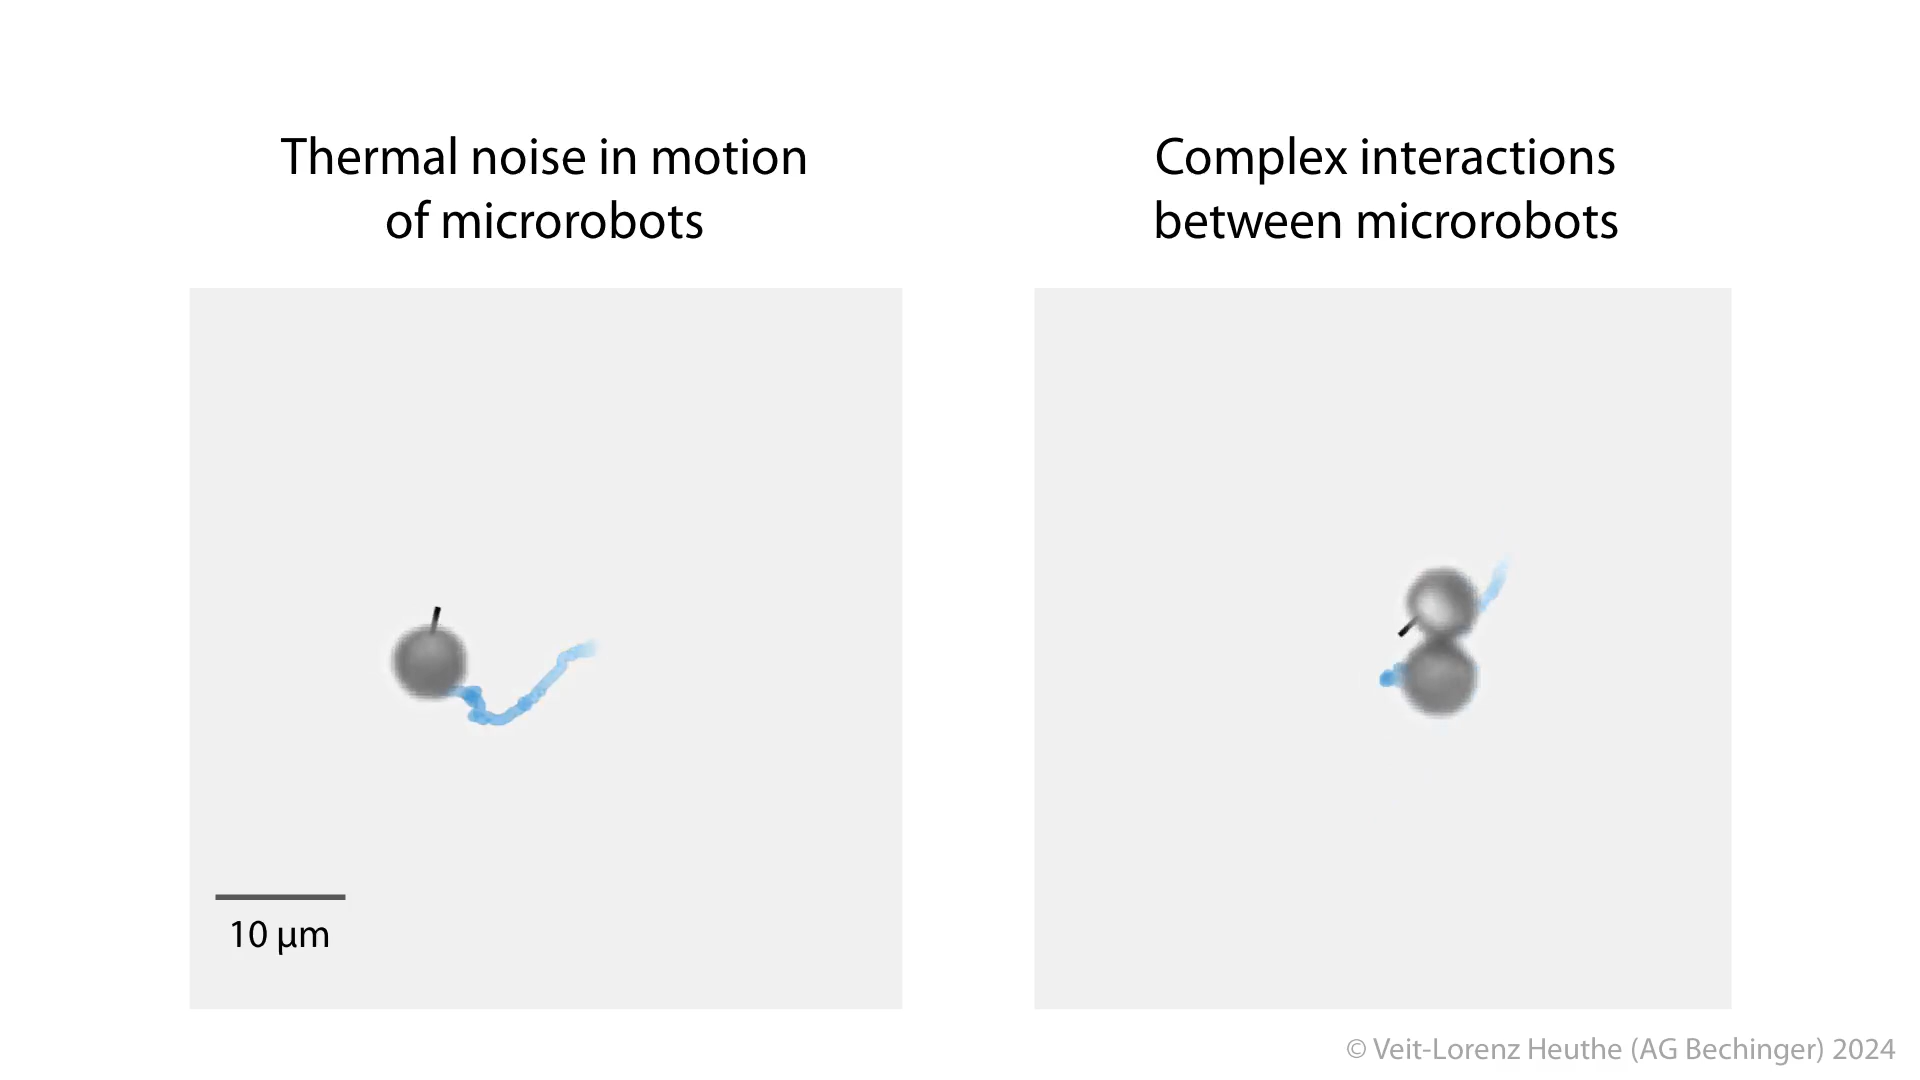 Thermal noise in motion
of microrobots
Complex interactions
between microrobots
10 µm
© Veit-Lorenz Heuthe (AG Bechinger) 2024